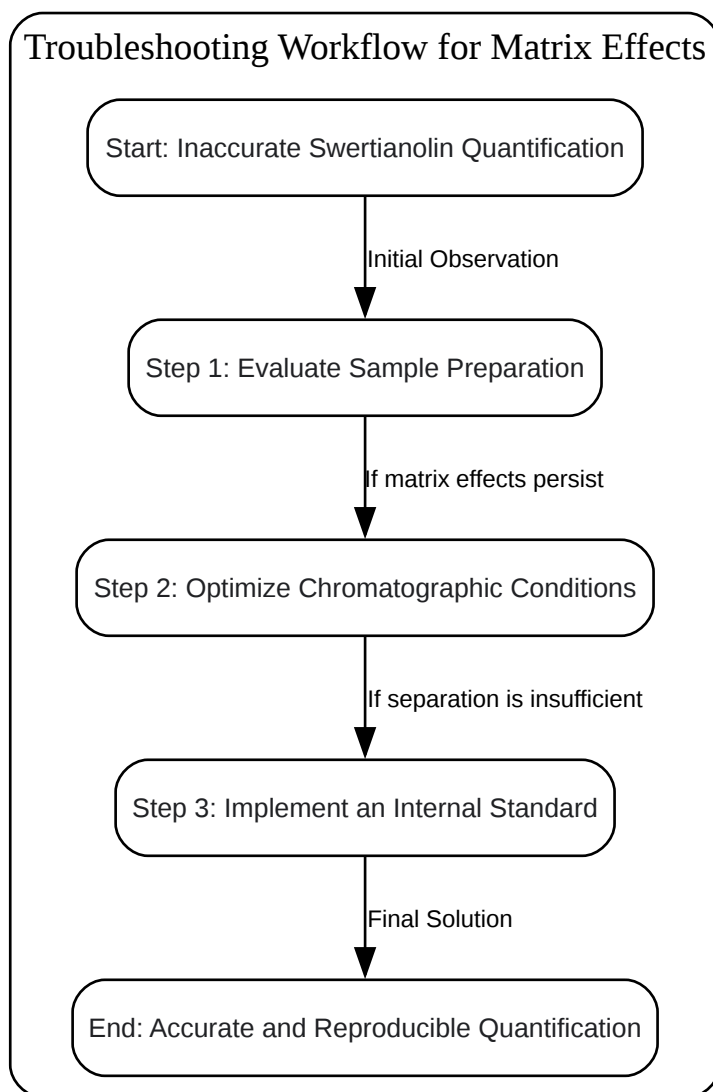 Troubleshooting Workflow for Matrix Effects
Start: Inaccurate Swertianolin Quantification
Initial Observation
Step 1: Evaluate Sample Preparation
If matrix effects persist
Step 2: Optimize Chromatographic Conditions
If separation is insufficient
Step 3: Implement an Internal Standard
Final Solution
End: Accurate and Reproducible Quantification